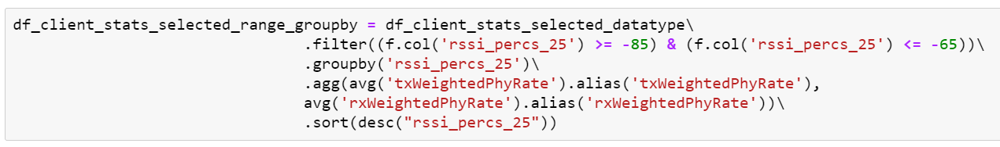 df_client_stats_selected_range_groupby = df_client_stats_selected_datatype\
.filter((f.col('rssi_percs_25') >= -85) & (f.col('rssi_percs_25') <= -65))\
.groupby('rssi_percs_25')\
.agg(avg('txWeightedPhyRate').alias('txWeightedPhyRate'),
avg('rxWeightedPhyRate').alias('rxWeightedPhyRate'))\
.sort(desc("rssi_percs_25"))